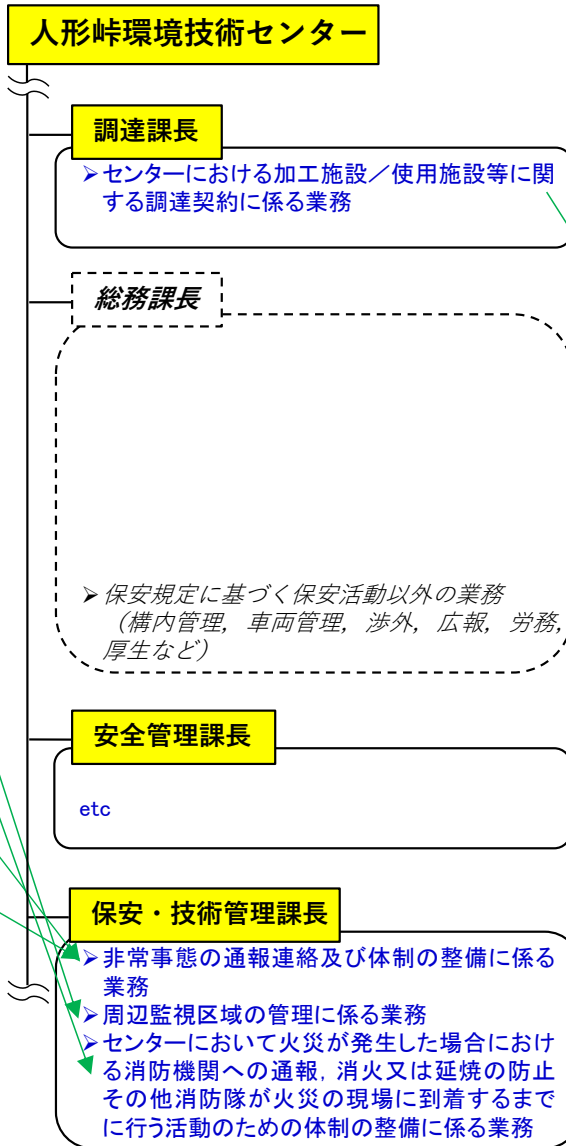 人形峠環境技術センター
調達課長
➢センターにおける加工施設／使用施設等に関
する調達契約に係る業務
総務課長
➢保安規定に基づく保安活動以外の業務
（構内管理，車両管理，渉外，広報，労務，
厚生など）
安全管理課長
etc
保安・技術管理課長
➢非常事態の通報連絡及び体制の整備に係る
業務
➢周辺監視区域の管理に係る業務
➢センターにおいて火災が発生した場合におけ
る消防機関への通報，消火又は延焼の防止
その他消防隊が火災の現場に到着するまで
に行う活動のための体制の整備に係る業務